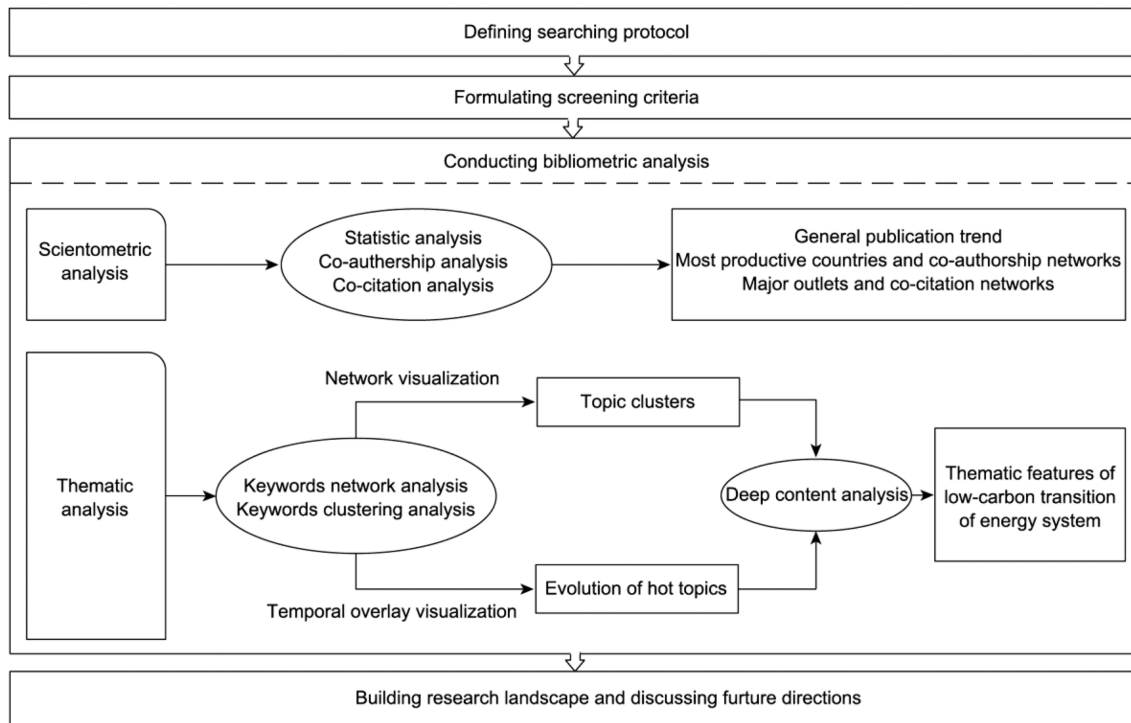 Defining searching protocol
Formulating screening criteria
Conducting bibliometric analysis
Scientometric
analysis
Statistic analysis
Co-authership analysis
Co-citation analysis
General publication trend
Most productive countries and co-authorship networks
Major outlets and co-citation networks
Thematic
analysis
Keywords network analysis
Keywords clustering analysis
Network visualization
Topic clusters
Temporal overlay visualization
Evolution of hot topics
Deep content analysis
Thematic features of
low-carbon transition
of energy system
Building research landscape and discussing furture directions